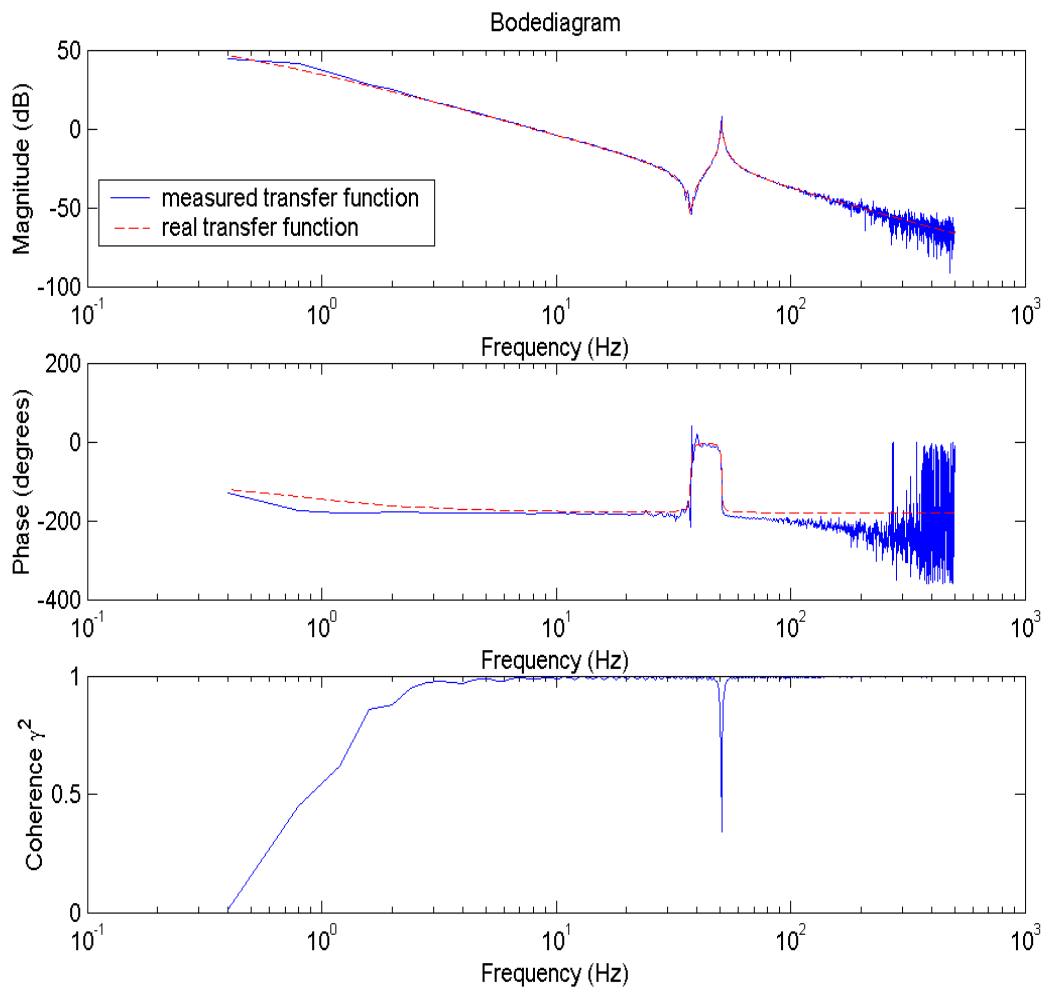 Bodediagram
Magnitude (dB)
50
0
-50
-100
measured transfer function
real transfer function
10^-1
10^0
10^1
10^2
10^3
Frequency (Hz)
Phase (degrees)
200
0
-200
-400
10^-1
10^0
10^1
10^2
10^3
Frequency (Hz)
Coherence γ^2
1
0.5
0
10^-1
10^0
10^1
10^2
10^3
Frequency (Hz)